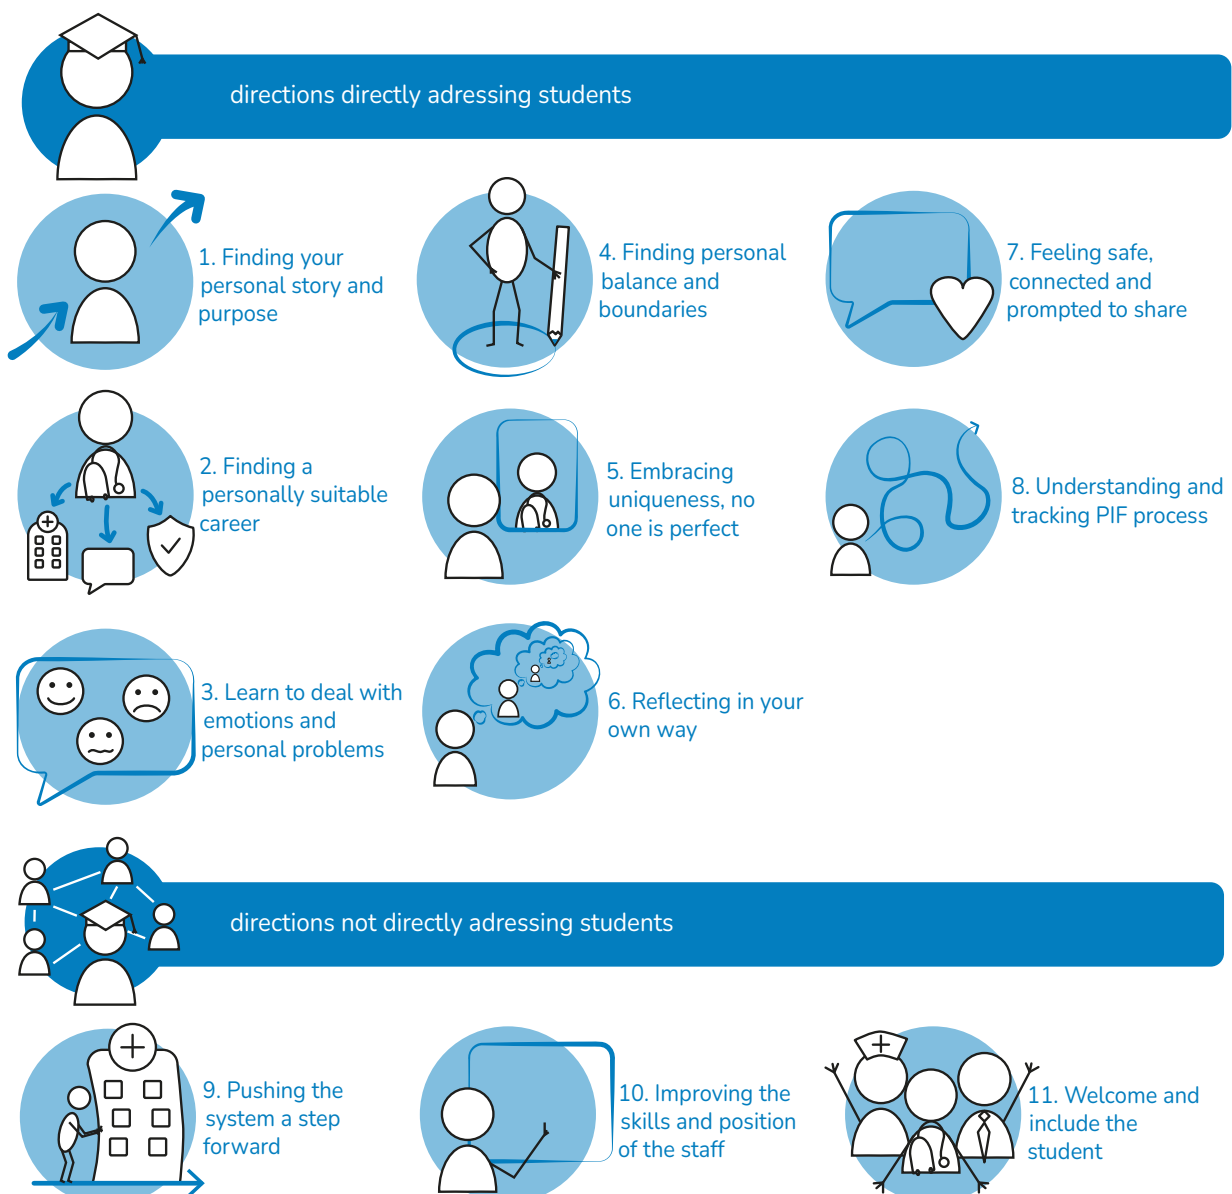 directions directly adressing students
1. Finding your
personal story and
purpose
2. Finding a
personally suitable
career
3. Learn to deal with
emotions and
personal problems
4. Finding personal
balance and
boundaries
5. Embracing
uniqueness, no
one is perfect
6. Reflecting in your
own way
7. Feeling safe,
connected and
prompted to share
8. Understanding and
tracking PIF process
directions not directly adressing students
9. Pushing the
system a step
forward
10. Improving the
skills and position
of the staff
11. Welcome and
include the
student